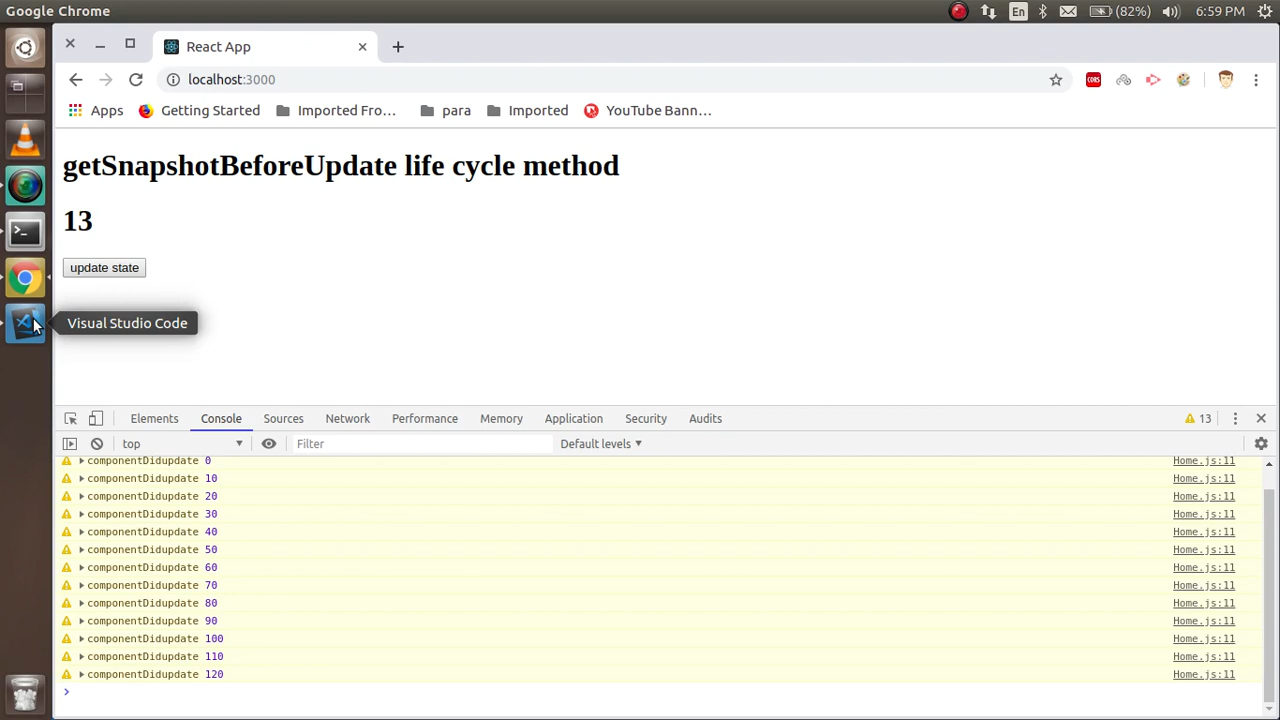 Google Chrome
En
(82%)
6:59 PM
React App
localhost:3000
CORS
Apps
Getting Started
Imported Fro...
para
Imported
YouTube Bann...
getSnapshotBeforeUpdate life cycle method
13
update state
Visual Studio Code
Elements
Console
Sources
Network
Performance
Memory
Application
Security
Audits
13
top
Filter
Default levels
componentDidupdate 0 Home.js:11
componentDidupdate 10 Home.js:11
componentDidupdate 20 Home.js:11
componentDidupdate 30 Home.js:11
componentDidupdate 40 Home.js:11
componentDidupdate 50 Home.js:11
componentDidupdate 60 Home.js:11
componentDidupdate 70 Home.js:11
componentDidupdate 80 Home.js:11
componentDidupdate 90 Home.js:11
componentDidupdate 100 Home.js:11
componentDidupdate 110 Home.js:11
componentDidupdate 120 Home.js:11